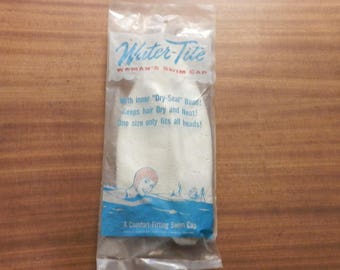 Water-Tite
WOMAN'S SWIM CAP
With inner "Dry-Seal" Band!
Keeps hair Dry and Neat!
One size only fits all heads!
A Comfort-Fitting Swim Cap